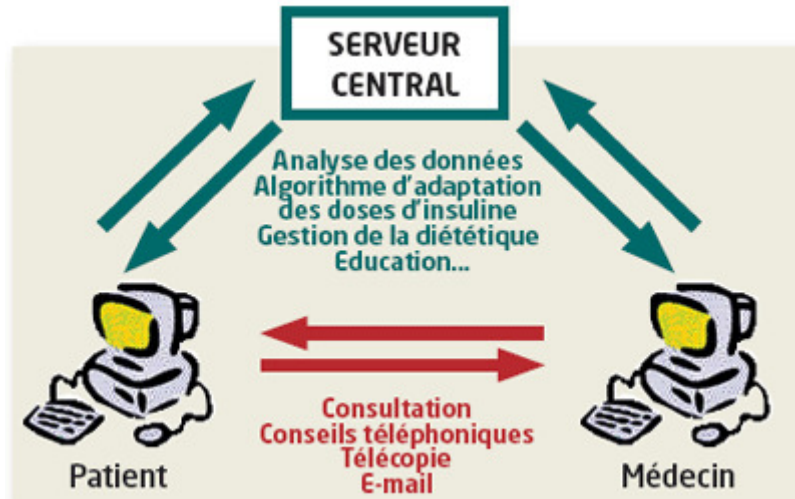 SERVEUR
CENTRAL
Analyse des données
Algorithme d'adaptation
des doses d'insuline
Gestion de la diététique
Education...
Consultation
Conseils téléphoniques
Télécopie
E-mail
Patient
Médecin